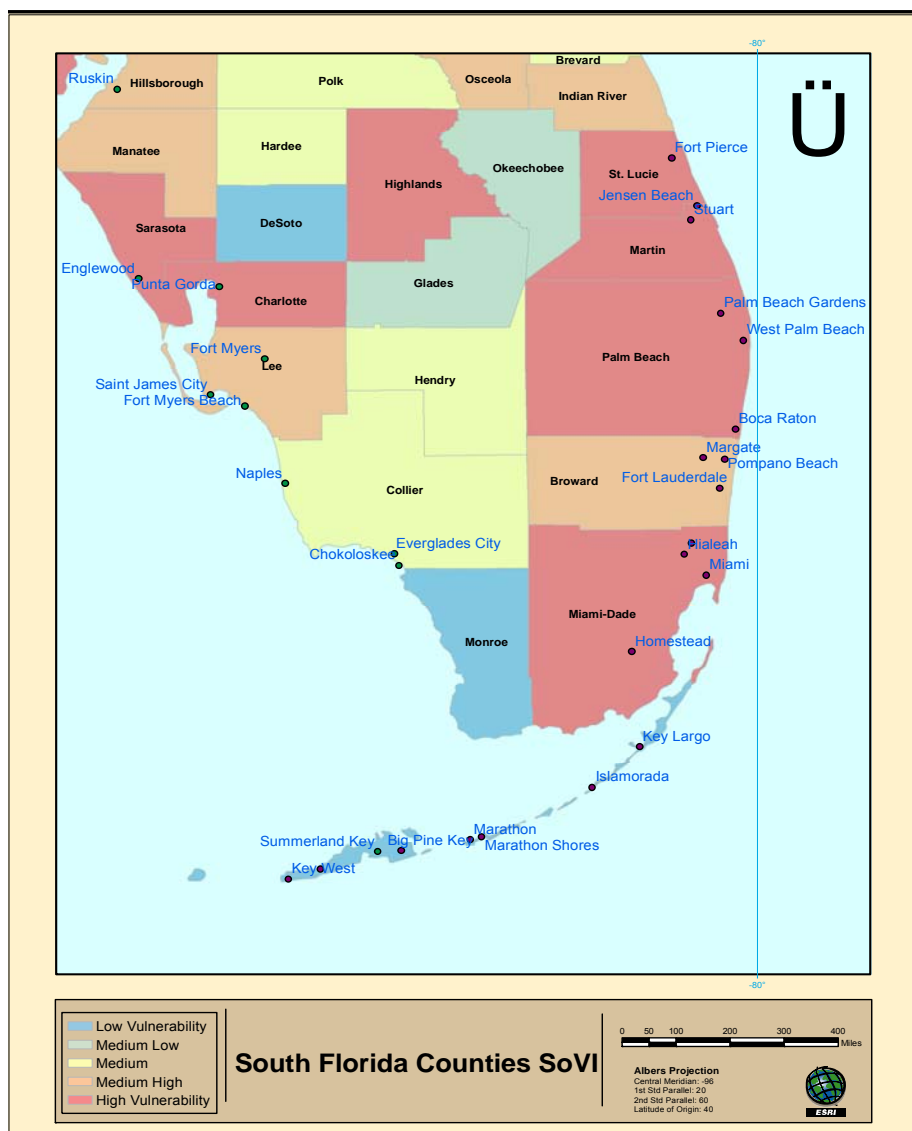 -80°
Brevard
Ruskin
Hillsborough
Polk
Osceola
Indian River
Ü
Manatee
Hardee
Okeechobee
Fort Pierce
Highlands
St. Lucie
Jensen Beach
Stuart
Sarasota
DeSoto
Martin
Englewood
Punta Gorda
Charlotte
Glades
Palm Beach Gardens
West Palm Beach
Fort Myers
Lee
Palm Beach
Hendry
Saint James City
Fort Myers Beach
Boca Raton
Margate
Pompano Beach
Naples
Collier
Broward
Fort Lauderdale
Everglades City
Chokoloskee
Hialeah
Miami
Miami-Dade
Monroe
Homestead
Key Largo
Islamorada
Marathon
Summerland Key
Big Pine Key
Marathon Shores
Key West
-80°
Low Vulnerability
Medium Low
Medium
Medium High
High Vulnerability
South Florida Counties SoVI
0 50 100 200 300 400
Miles
Albers Projection
Central Meridian: -96
1st Std Parallel: 20
2nd Std Parallel: 60
Latitude of Origin: 40
ESRI